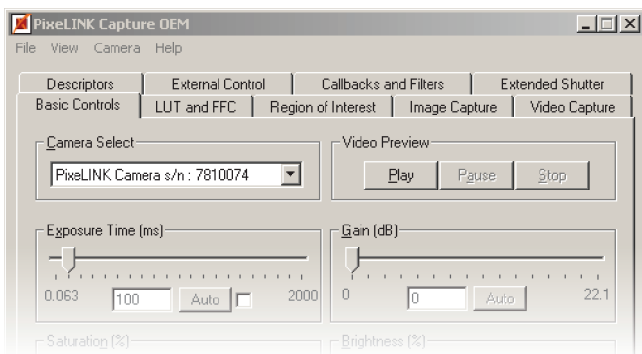 PixeLINK Capture OEM
File View Camera Help
Descriptors External Control Callbacks and Filters Extended Shutter
Basic Controls LUT and FFC Region of Interest Image Capture Video Capture
Camera Select Video Preview
PixeLINK Camera s/n : 7810074 Play Pause Stop
Exposure Time (ms) Gain (dB)
0.063 100 Auto 2000 0 0 Auto 22.1
Saturation (%) Brightness (%)